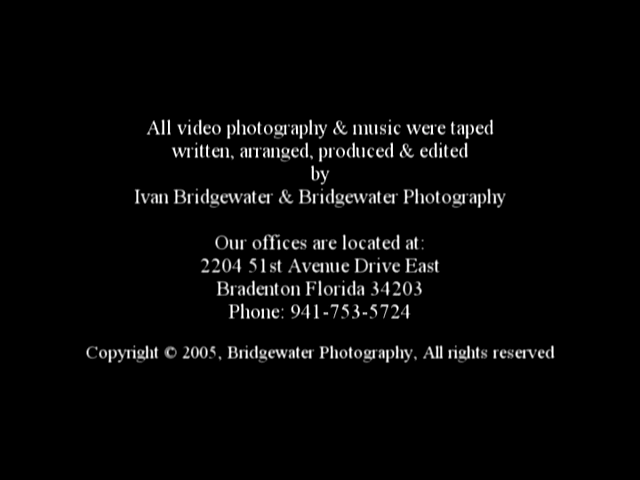 All video photography & music were taped
written, arranged, produced & edited
by
Ivan Bridgewater & Bridgewater Photography
Our offices are located at:
2204 51st Avenue Drive East
Bradenton Florida 34203
Phone: 941-753-5724
Copyright © 2005, Bridgewater Photography, All rights reserved